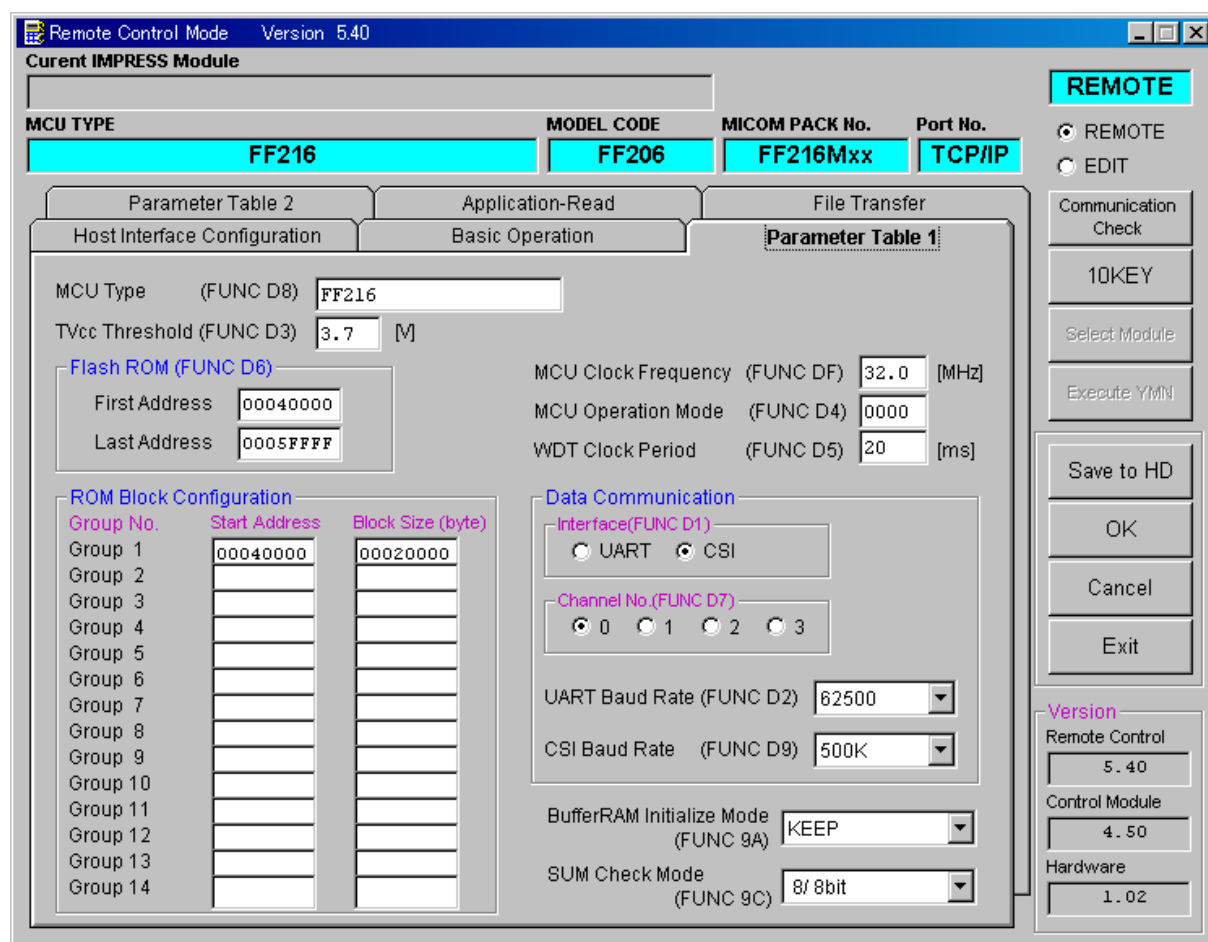 Remote Control Mode Version 5.40
Curent IMPRESS Module
REMOTE
MCU TYPE MODEL CODE MICOM PACK No. Port No.
FF216 FF206 FF216Mxx TCP/IP
REMOTE
EDIT
Parameter Table 2 Application-Read File Transfer
Host Interface Configuration Basic Operation Parameter Table 1
Communication
Check
10KEY
Select Module
Execute YMN
Save to HD
OK
Cancel
Exit
MCU Type (FUNC D8) FF216
TVcc Threshold (FUNC D3) 3.7 [V]
Flash ROM (FUNC D6)
First Address 00040000
Last Address 0005FFFF
MCU Clock Frequency (FUNC DF) 32.0 [MHz]
MCU Operation Mode (FUNC D4) 0000
WDT Clock Period (FUNC D5) 20 [ms]
ROM Block Configuration
Group No. Start Address Block Size (byte)
Group 1 00040000 00020000
Group 2
Group 3
Group 4
Group 5
Group 6
Group 7
Group 8
Group 9
Group 10
Group 11
Group 12
Group 13
Group 14
Data Communication
Interface(FUNC D1)
UART CSI
Channel No.(FUNC D7)
0 1 2 3
UART Baud Rate (FUNC D2) 62500
CSI Baud Rate (FUNC D9) 500K
BufferRAM Initialize Mode
(FUNC 9A) KEEP
SUM Check Mode
(FUNC 9C) 8/ 8bit
Version
Remote Control
5.40
Control Module
4.50
Hardware
1.02